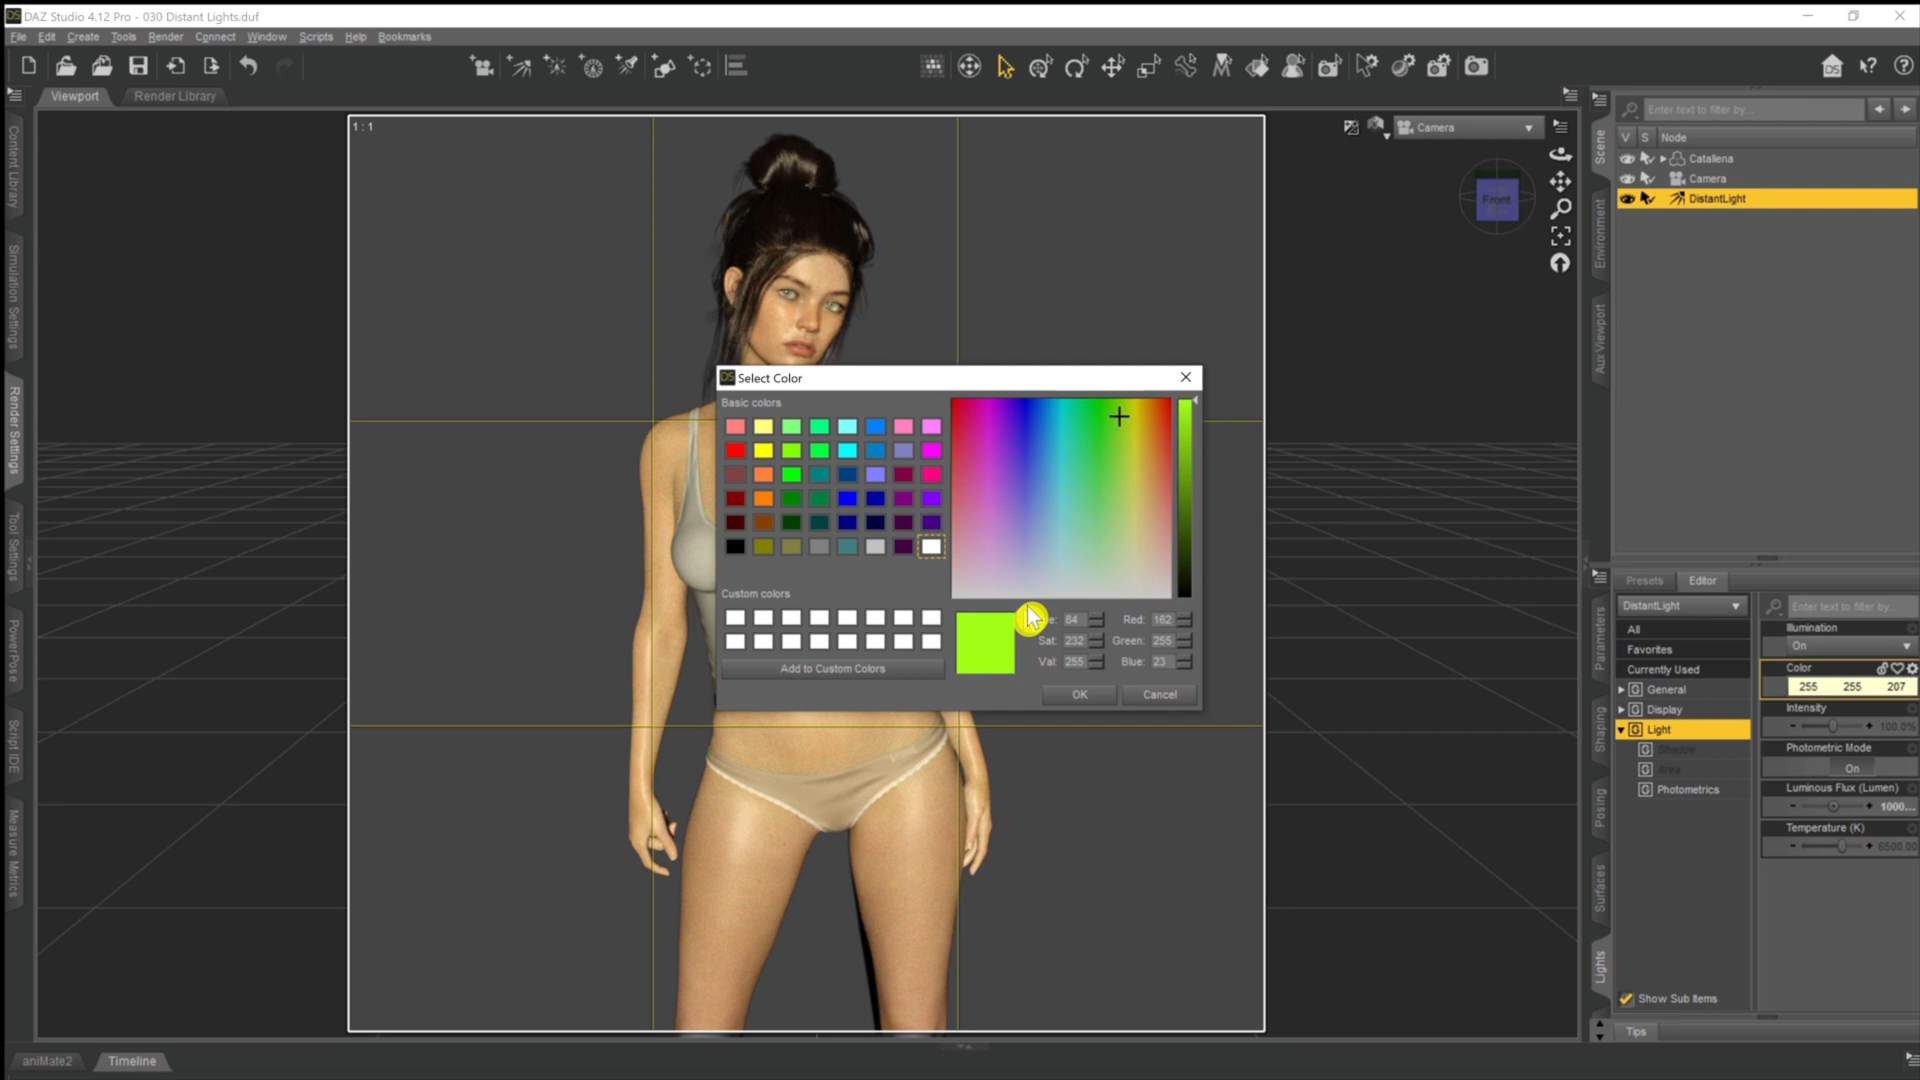 DAZ Studio 4.12 Pro - 030 Distant Lights.duf
File Edit Create Tools Render Connect Window Scripts Help Bookmarks
Viewport
Render Library
1 : 1
Camera
Front
Content Library
Simulation Settings
Render Settings
Tool Settings
PowerPose
Script IDE
Measure Metrics
Select Color
Basic colors
Custom colors
Add to Custom Colors
84
Sat: 232
Val: 255
Red: 162
Green: 255
Blue: 23
OK
Cancel
Scene
Environment
Aux Viewport
Enter text to filter by...
V S Node
Catallena
Camera
DistantLight
Presets
Editor
Parameters
Shaping
Posing
Surfaces
Lights
DistantLight
All
Favorites
Currently Used
General
Display
Light
Shadow
Area
Photometrics
Show Sub Items
Enter text to filter by...
Illumination
On
Color
255 255 207
Intensity
100.0%
Photometric Mode
On
Luminous Flux (Lumen)
1000...
Temperature (K)
6500.00
Tips
aniMate2
Timeline